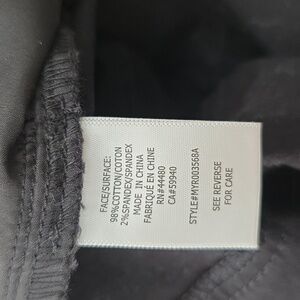 FACE/SURFACE:
98%COTTON/COTON
2%SPANDEX/SPANDEX
MADE IN CHINA
FABRIQUÉ EN CHINE
RN#44480
CA#59940
STYLE#MYR003568A
SEE REVERSE
FOR CARE